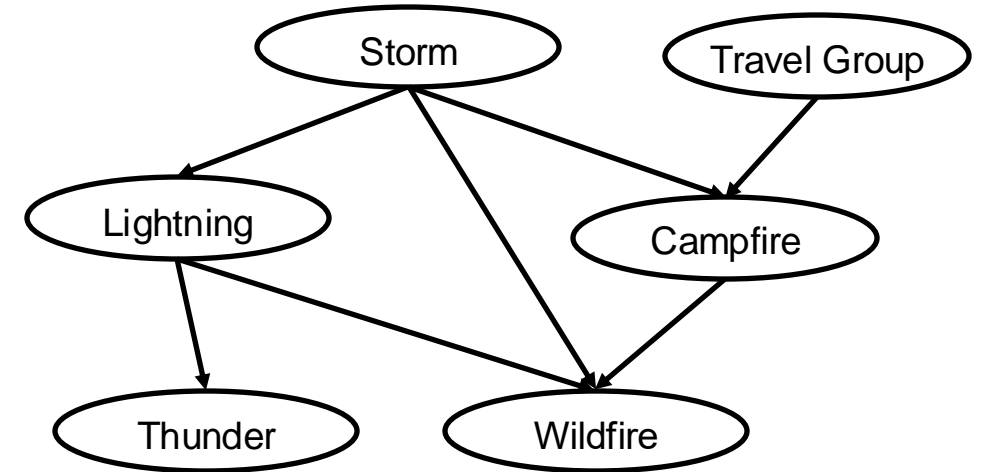 Storm
Travel Group
Lightning
Campfire
Thunder
Wildfire